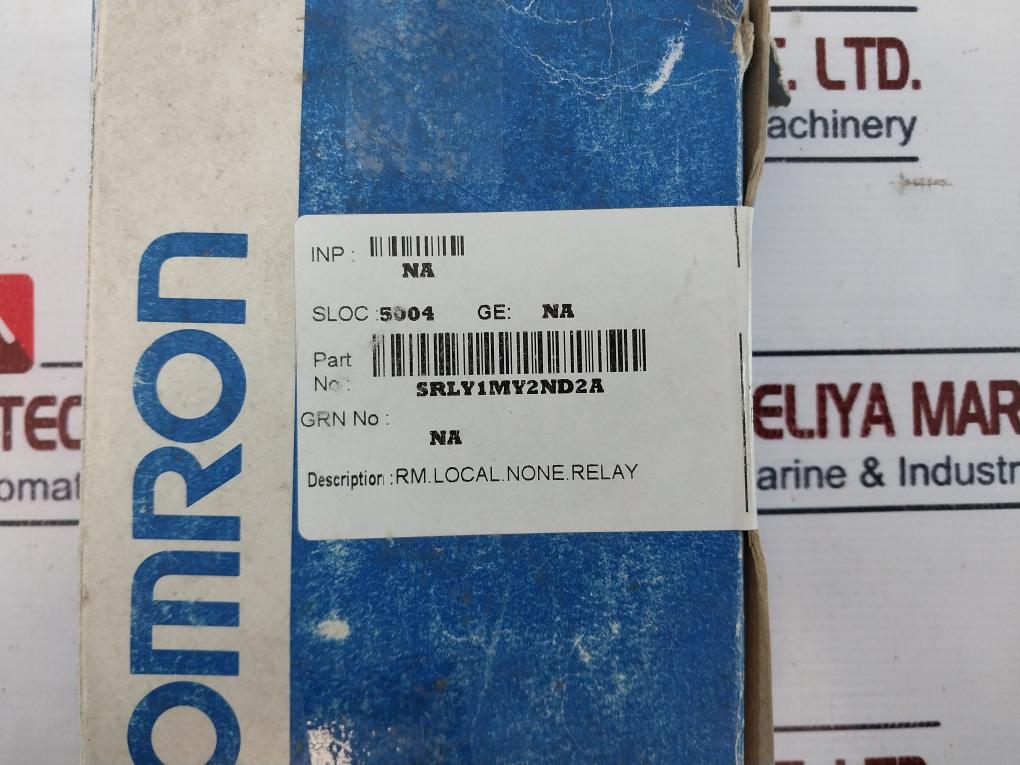 omron
INP :
NA
SLOC :5004 GE: NA
Part
No :
SRLY1MY2ND2A
GRN No :
NA
Description :RM.LOCAL.NONE.RELAY
. LTD.
achinery
TEC
omat
ELIYA MAR
arine & Industr